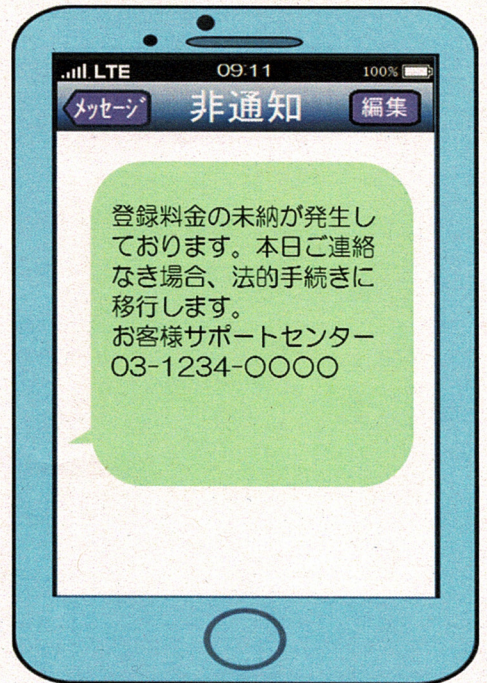 LTE 09:11 100%
メッセージ 非通知 編集
登録料金の未納が発生し
ております。本日ご連絡
なき場合、法的手続きに
移行します。
お客様サポートセンター
03-1234-〇〇〇〇